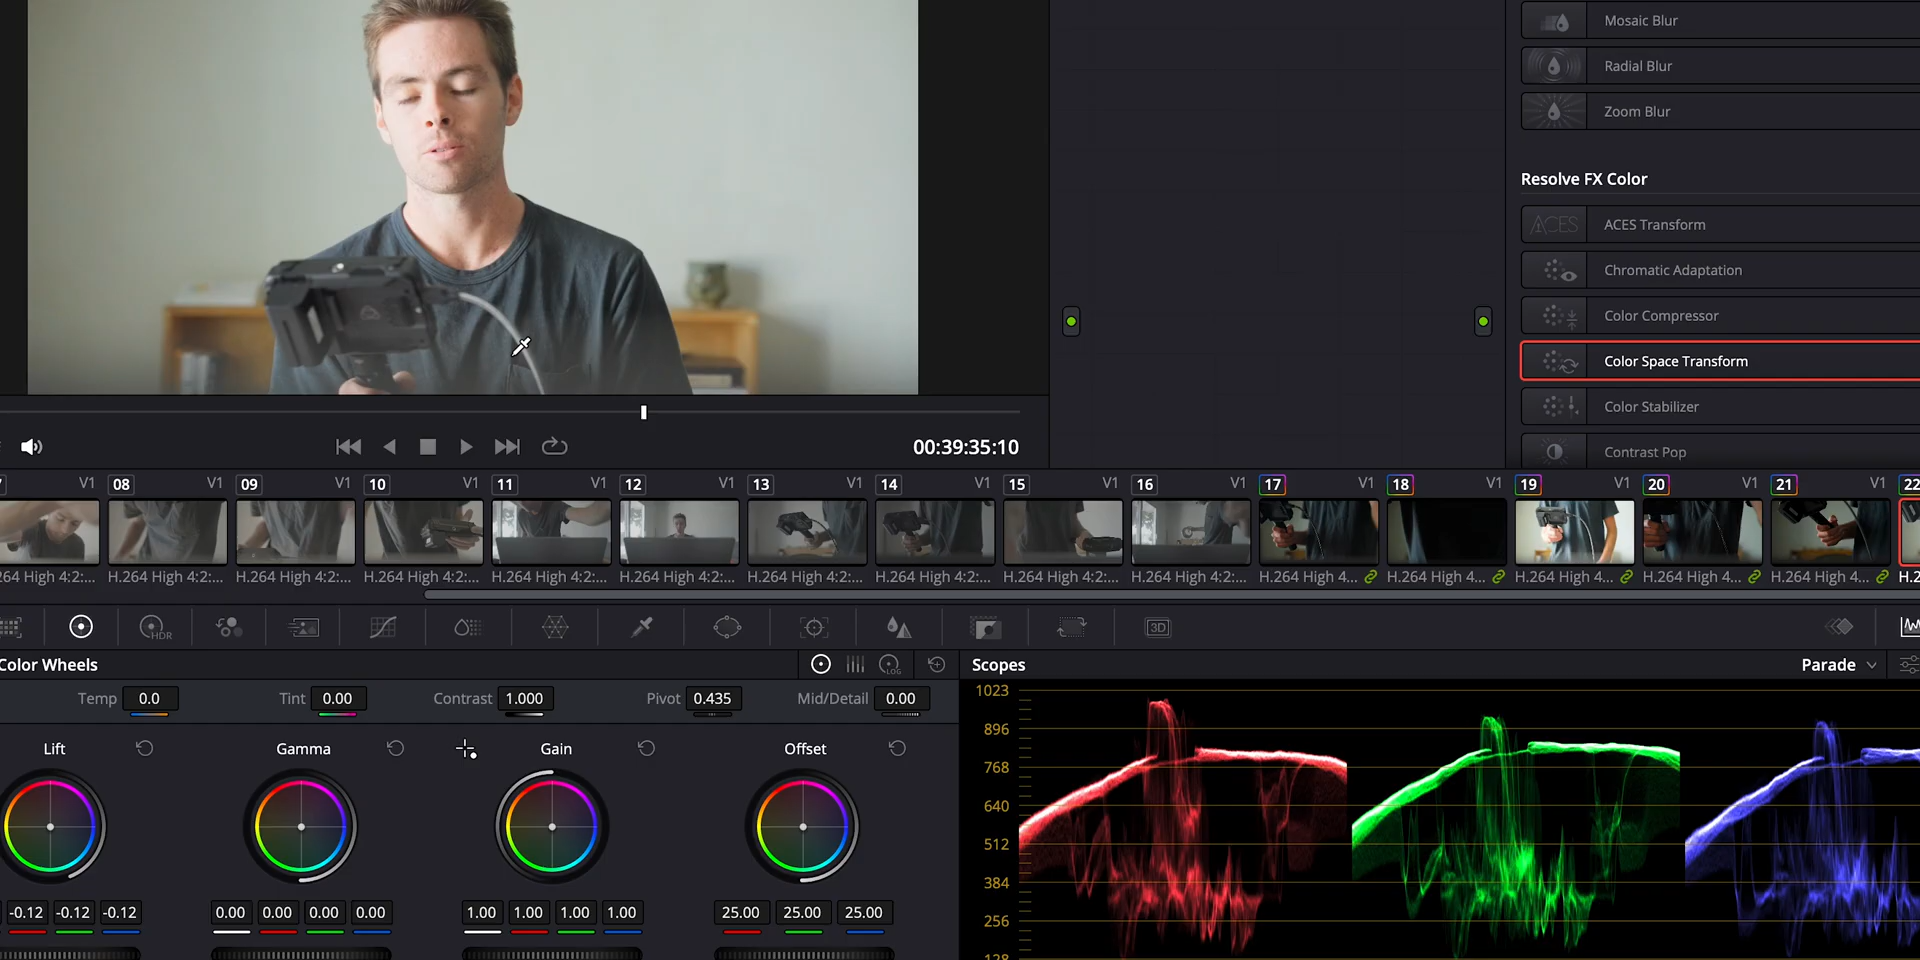 Mosaic Blur
Radial Blur
Zoom Blur
Resolve FX Color
ACES
ACES Transform
Chromatic Adaptation
Color Compressor
Color Space Transform
Color Stabilizer
Contrast Pop
00:39:35:10
V1 08 V1 09 V1 10 V1 11 V1 12 V1 13 V1 14 V1 15 V1 16 V1 17 V1 18 V1 19 V1 20 V1 21 V1 22
264 High 4:2:... H.264 High 4:2:... H.264 High 4:2:... H.264 High 4:2:... H.264 High 4:2:... H.264 High 4:2:... H.264 High 4:2:... H.264 High 4:2:... H.264 High 4:2:... H.264 High 4:2:... H.264 High 4... H.264 High 4... H.264 High 4... H.264 High 4... H.264 High 4... H.2
HDR
3D
Color Wheels
LOG
Scopes
Parade
Temp 0.0 Tint 0.00 Contrast 1.000 Pivot 0.435 Mid/Detail 0.00
Lift Gamma Gain Offset
-0.12 -0.12 -0.12 0.00 0.00 0.00 0.00 1.00 1.00 1.00 1.00 25.00 25.00 25.00
1023
896
768
640
512
384
256
128